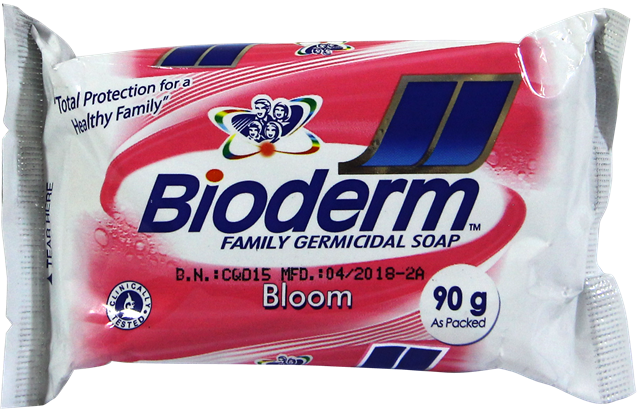 "Total Protection for a
Healthy Family"
Bioderm™
FAMILY GERMICIDAL SOAP
B.N.:CQD15 MFD.:04/2018-2A
Bloom
90 g
As Packed
CLINICALLY
TESTED
▲ TEAR HERE